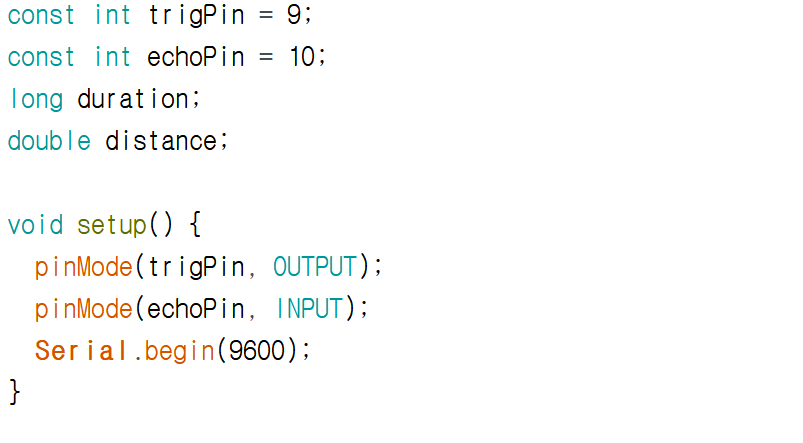 const int trigPin = 9;
const int echoPin = 10;
long duration;
double distance;

void setup() {
  pinMode(trigPin, OUTPUT);
  pinMode(echoPin, INPUT);
  Serial.begin(9600);
}